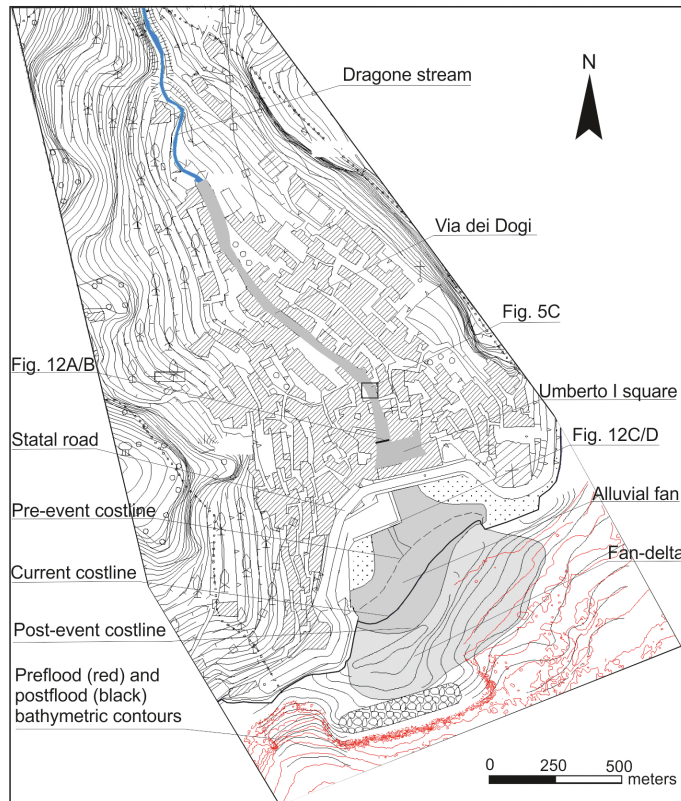 N
Dragone stream
Via dei Dogi
Fig. 5C
Fig. 12A/B
Umberto I square
Statal road
Fig. 12C/D
Pre-event costline
Alluvial fan
Current costline
Fan-delta
Post-event costline
Preflood (red) and
postflood (black)
bathymetric contours
0 250 500
meters